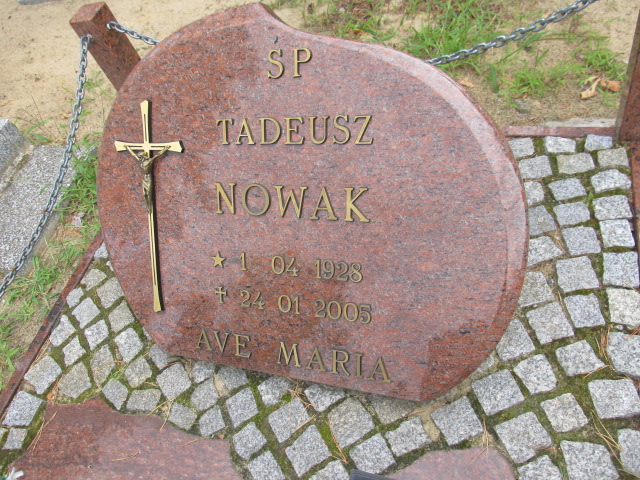 SP
TADEUSZ
NOWAK
★ 1 04 1928
✝ 24 01 2005
AVE MARIA